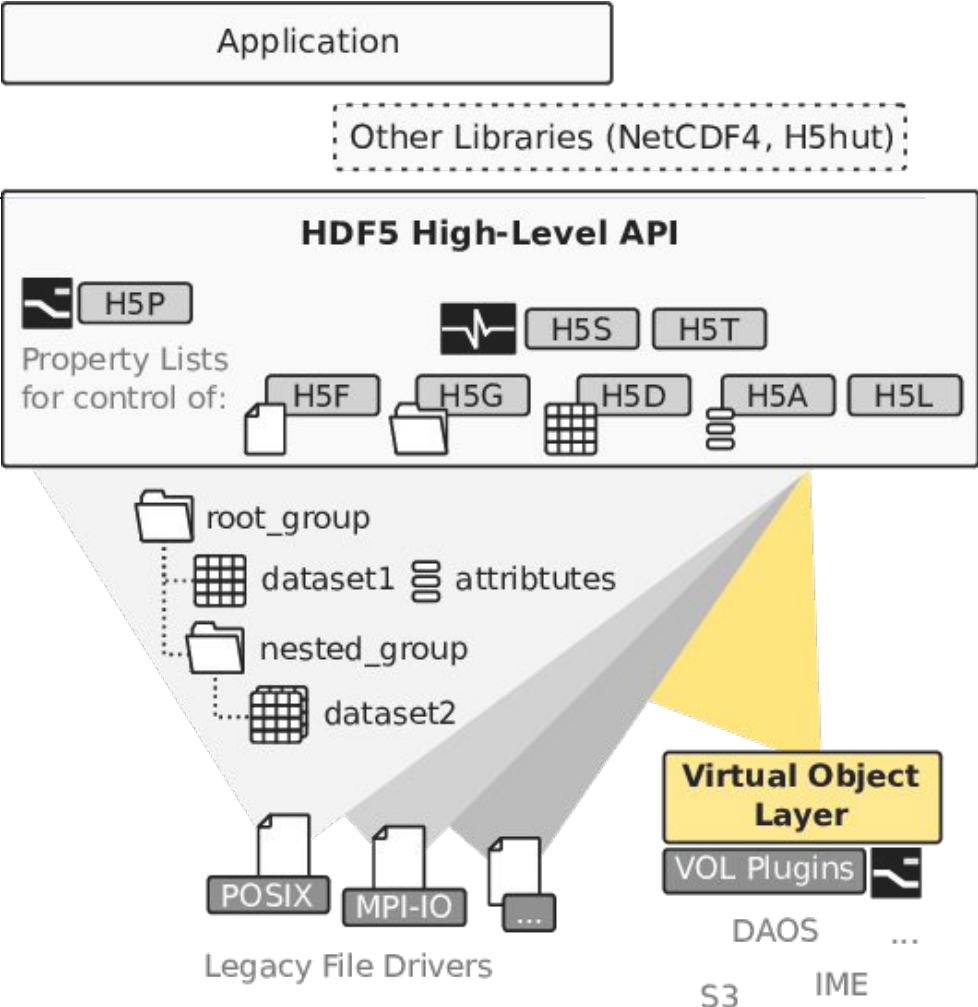 Application
Other Libraries (NetCDF4, H5hut)
HDF5 High-Level API
H5P
H5S H5T
Property Lists
for control of:
H5F H5G H5D H5A H5L
root_group
dataset1 attribtutes
nested_group
dataset2
Virtual Object
Layer
VOL Plugins
POSIX MPI-IO ...
DAOS ...
Legacy File Drivers
S3 IME